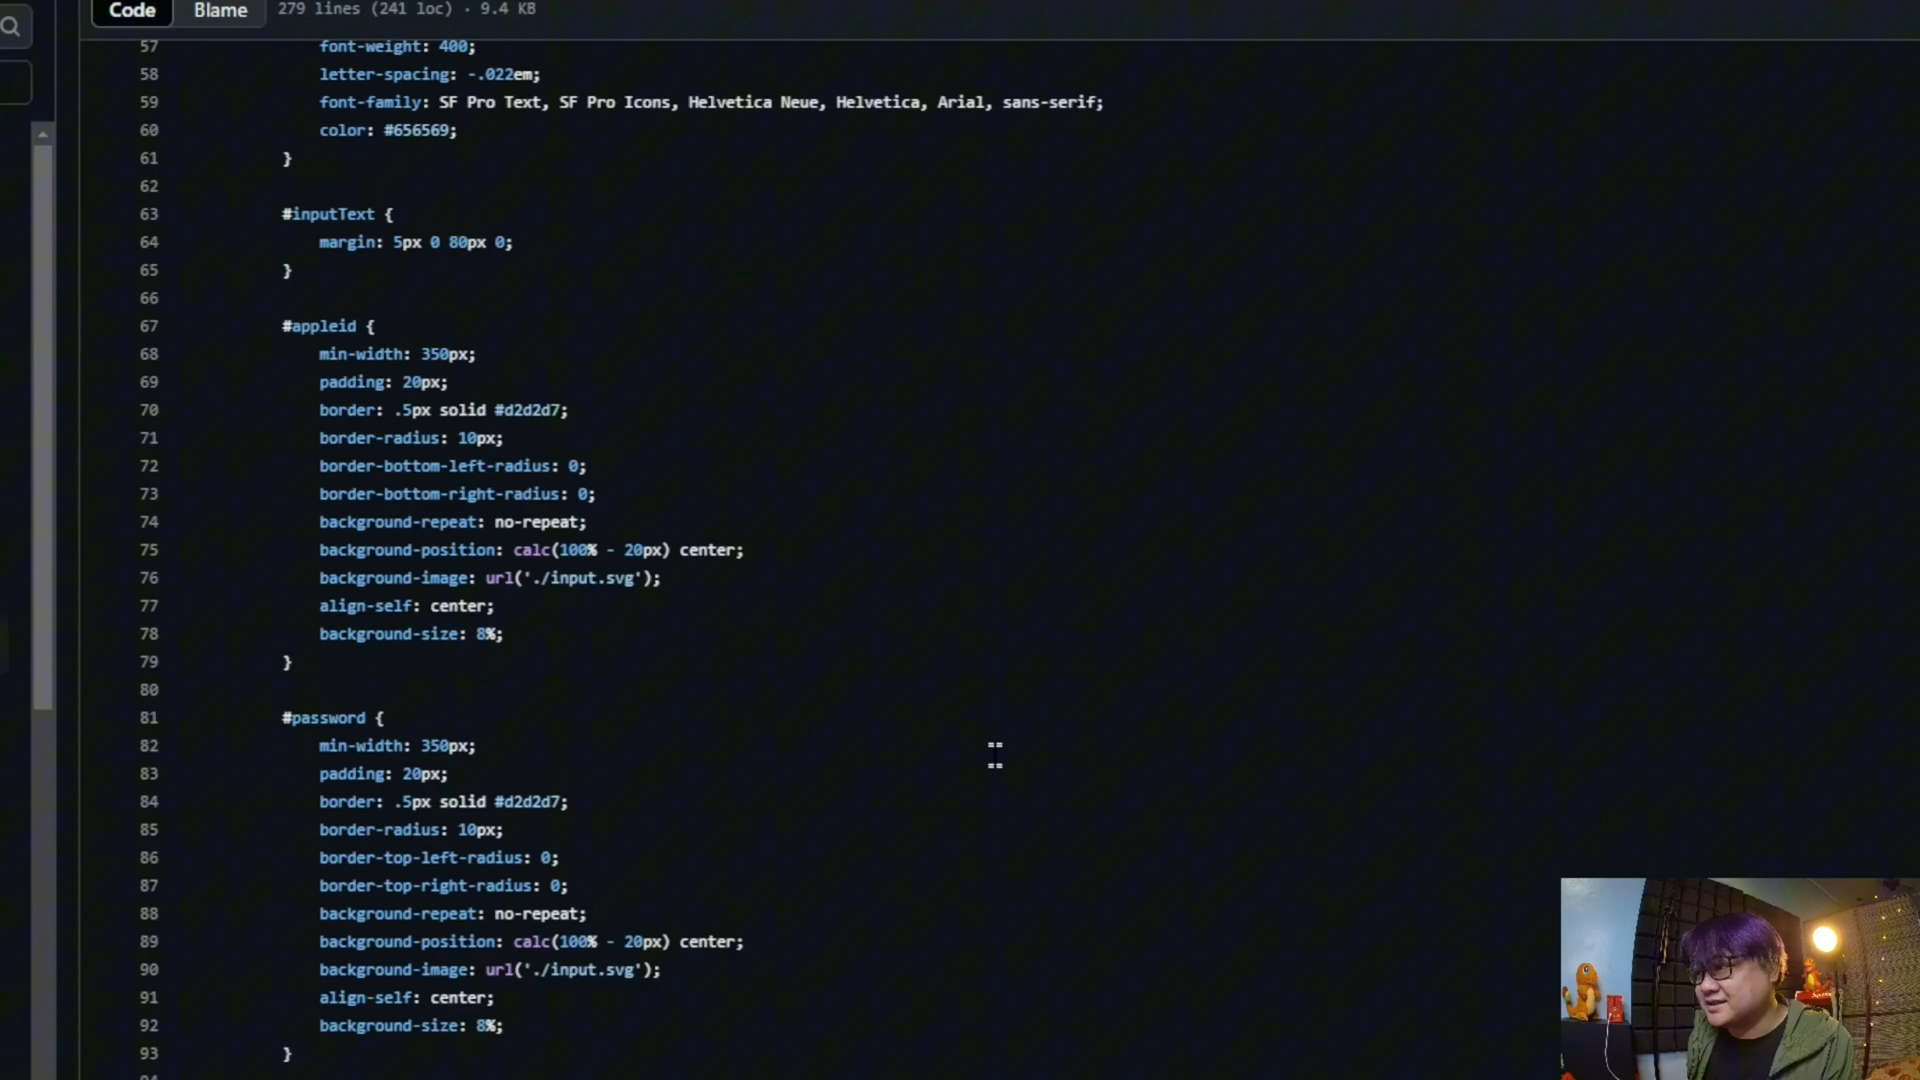 Code Blame 279 lines (241 loc) · 9.4 KB
57 font-weight: 400;
58 letter-spacing: -.022em;
59 font-family: SF Pro Text, SF Pro Icons, Helvetica Neue, Helvetica, Arial, sans-serif;
60 color: #656569;
61 }
62
63 #inputText {
64 margin: 5px 0 80px 0;
65 }
66
67 #appleid {
68 min-width: 350px;
69 padding: 20px;
70 border: .5px solid #d2d2d7;
71 border-radius: 10px;
72 border-bottom-left-radius: 0;
73 border-bottom-right-radius: 0;
74 background-repeat: no-repeat;
75 background-position: calc(100% - 20px) center;
76 background-image: url('./input.svg');
77 align-self: center;
78 background-size: 8%;
79 }
80
81 #password {
82 min-width: 350px;
83 padding: 20px;
84 border: .5px solid #d2d2d7;
85 border-radius: 10px;
86 border-top-left-radius: 0;
87 border-top-right-radius: 0;
88 background-repeat: no-repeat;
89 background-position: calc(100% - 20px) center;
90 background-image: url('./input.svg');
91 align-self: center;
92 background-size: 8%;
93 }